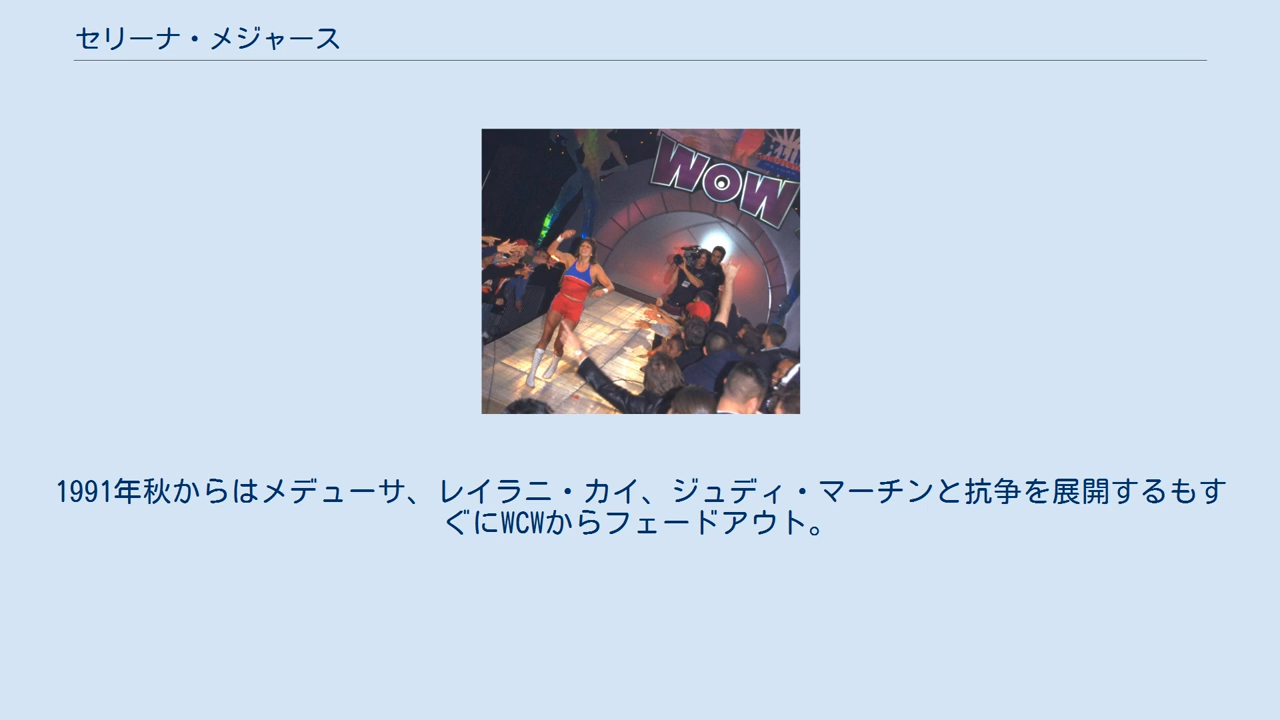 セリーナ・メジャース
WOW
1991年秋からはメデューサ、レイラニ・カイ、ジュディ・マーチンと抗争を展開するもす
ぐにWCWからフェードアウト。